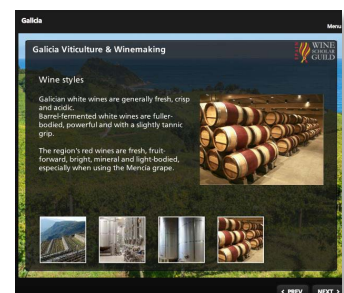 Galicia
Menu
Galicia Viticulture & Winemaking
WINE
SCHOLAR
GUILD
Wine styles
Galician white wines are generally fresh, crisp
and acidic.
Barrel-fermented white wines are fuller-
bodied, powerful and with a slightly tannic
grip.
The region's red wines are fresh, fruit-
forward, bright, mineral and light-bodied,
especially when using the Mencía grape.
< PREV
NEXT >